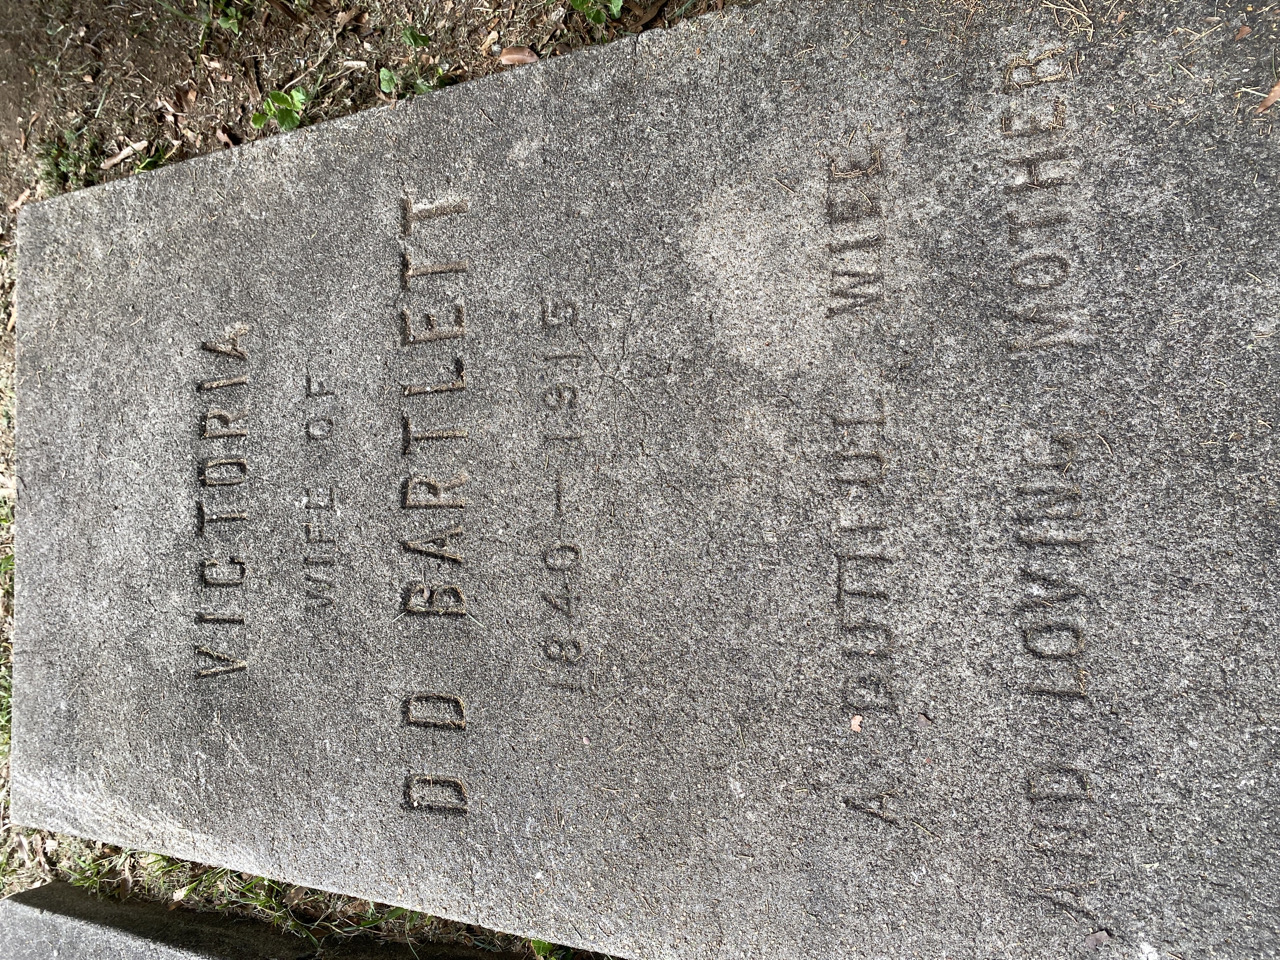 VICTORIA
WIFE OF
D D BARTLETT
1840 — 1915
A DUTIFUL WIFE
AND LOVING MOTHER